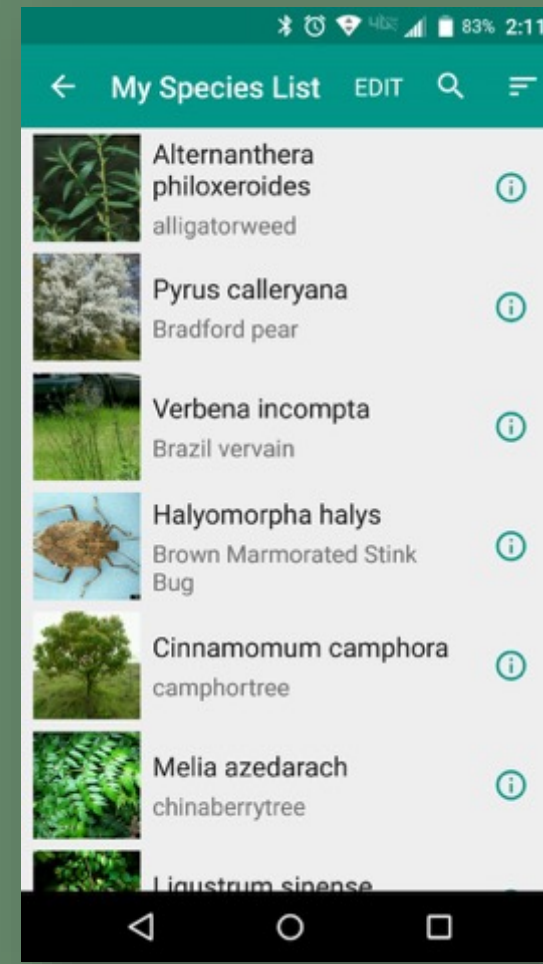 83% 2:11
My Species List EDIT
Alternanthera
philoxeroides
alligatorweed
Pyrus calleryana
Bradford pear
Verbena incompta
Brazil vervain
Halyomorpha halys
Brown Marmorated Stink
Bug
Cinnamomum camphora
camphortree
Melia azedarach
chinaberrytree
Ligustrum sinense